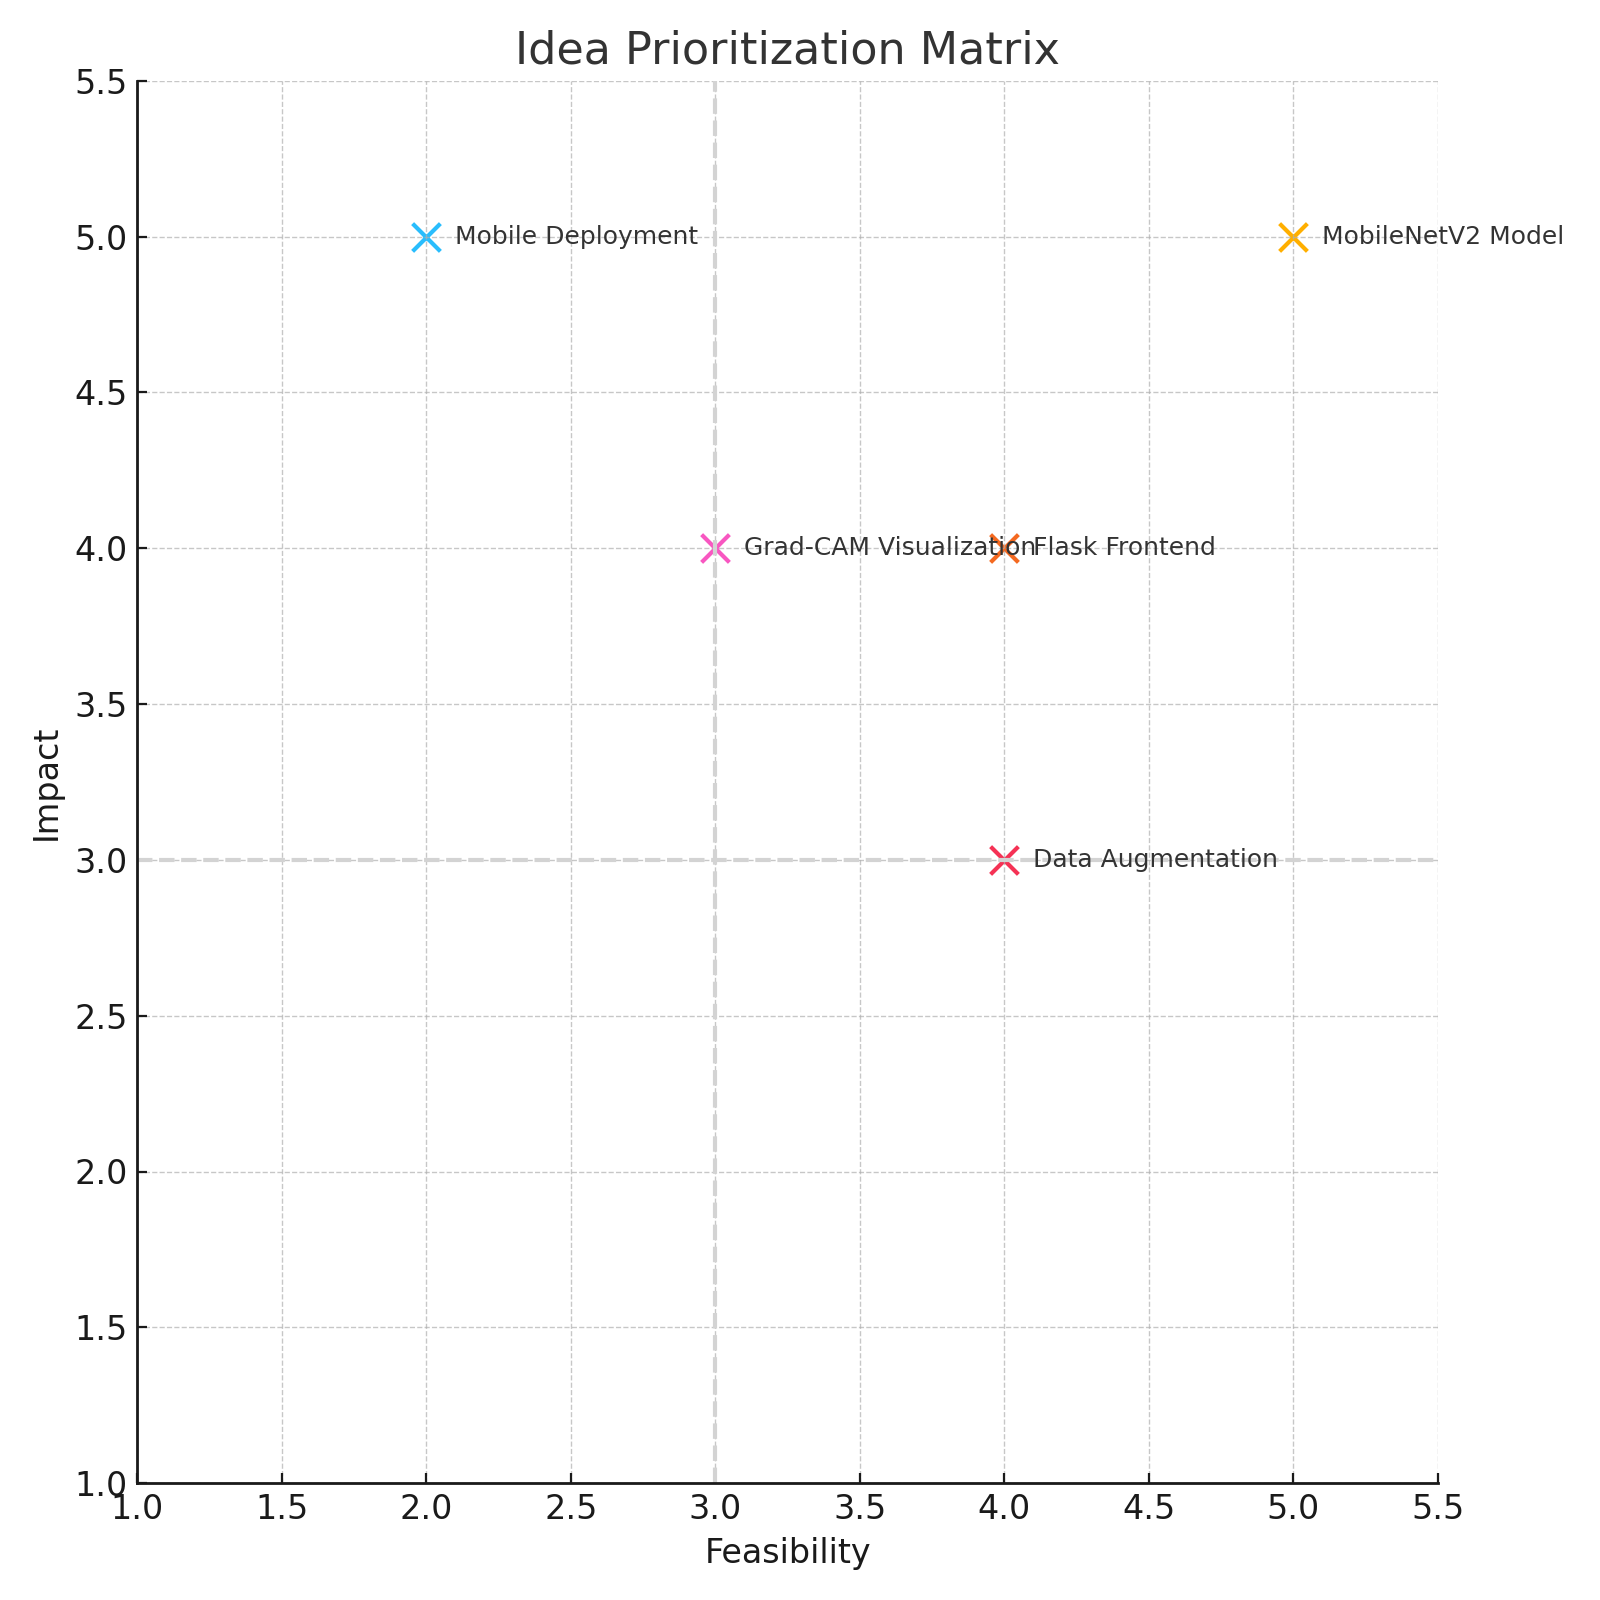 Idea Prioritization Matrix
5.5
5.0
4.5
4.0
3.5
3.0
2.5
2.0
1.5
1.0
Impact
Mobile Deployment
MobileNetV2 Model
Grad-CAM Visualization
Flask Frontend
Data Augmentation
1.0 1.5 2.0 2.5 3.0 3.5 4.0 4.5 5.0 5.5
Feasibility